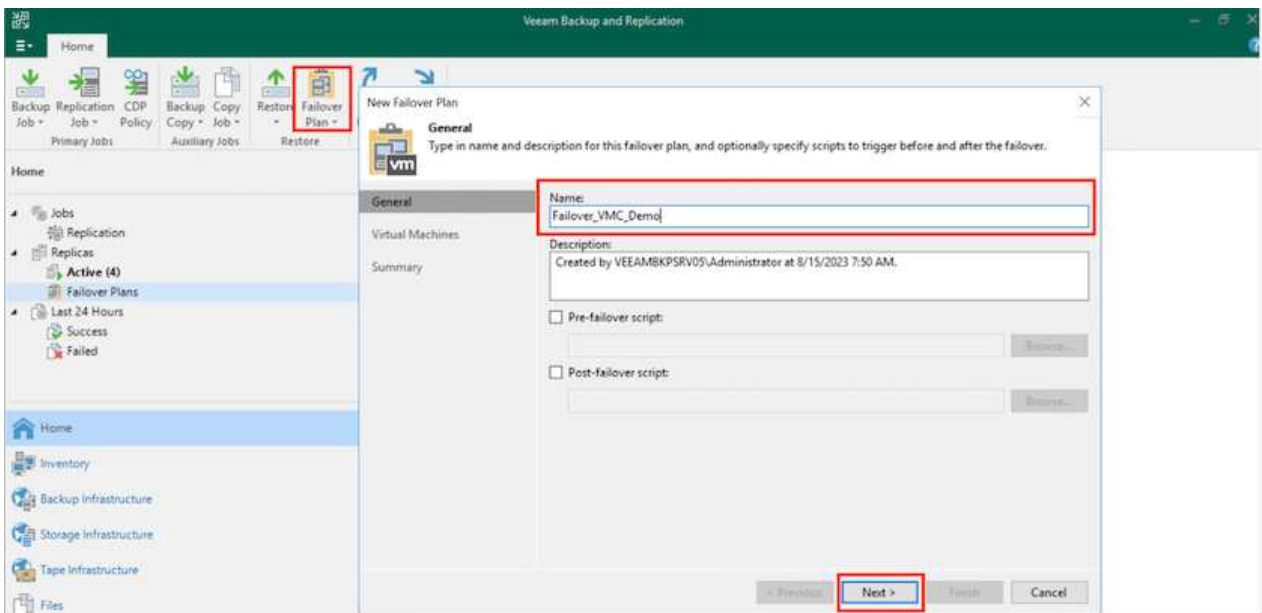 Veeam Backup and Replication
Home
Backup Job
Replication Job
CDP Policy
Backup Copy
Copy Job
Restore
Failover Plan
Primary Jobs
Auxiliary Jobs
Restore
Home
Jobs
Replication
Replicas
Active (4)
Failover Plans
Last 24 Hours
Success
Failed
Home
Inventory
Backup Infrastructure
Storage Infrastructure
Tape Infrastructure
Files
New Failover Plan
vm
General
Type in name and description for this failover plan, and optionally specify scripts to trigger before and after the failover.
General
Virtual Machines
Summary
Name:
Failover_VMC_Demo
Description:
Created by VEEAMBKPSRV05\Administrator at 8/15/2023 7:50 AM.
Pre-failover script:
Browse...
Post-failover script:
Browse...
< Previous
Next >
Finish
Cancel